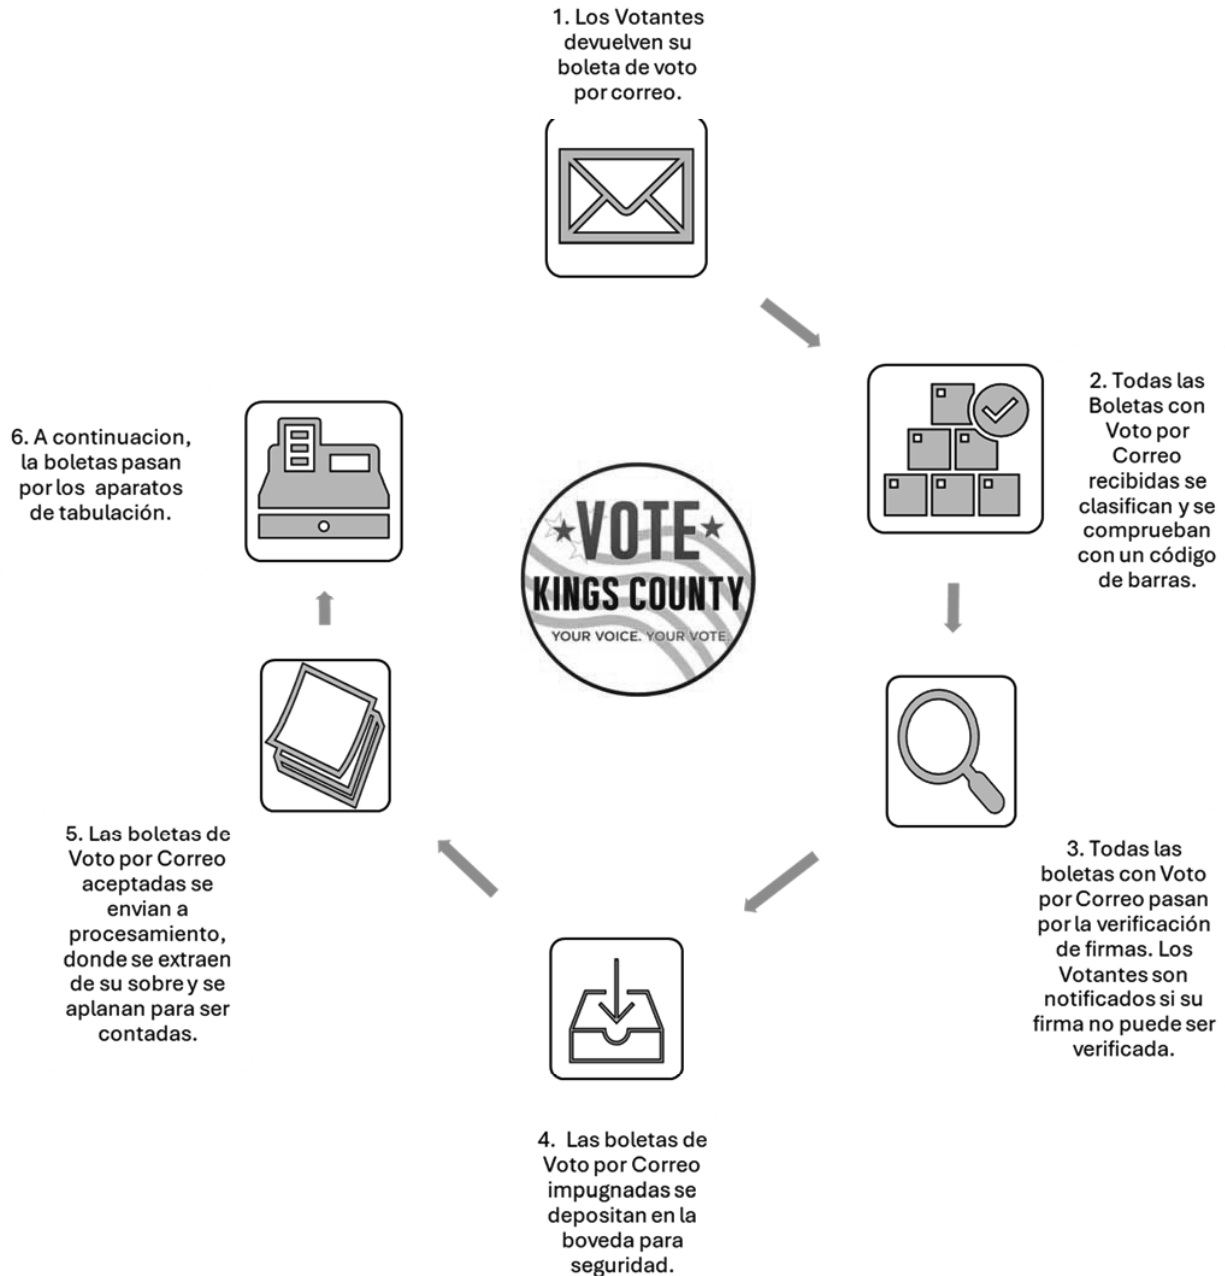 1. Los Votantes
devuelven su
boleta de voto
por correo.
2. Todas las
Boletas con
Voto por
Correo
recibidas se
clasifican y se
comprueban
con un código
de barras.
3. Todas las
boletas con Voto
por Correo pasan
por la verificación
de firmas. Los
Votantes son
notificados si su
firma no puede ser
verificada.
4. Las boletas de
Voto por Correo
impugnadas se
depositan en la
boveda para
seguridad.
5. Las boletas de
Voto por Correo
aceptadas se
envian a
procesamiento,
donde se extraen
de su sobre y se
aplanan para ser
contadas.
6. A continuacion,
la boletas pasan
por los aparatos
de tabulación.
VOTE
KINGS COUNTY
YOUR VOICE. YOUR VOTE.